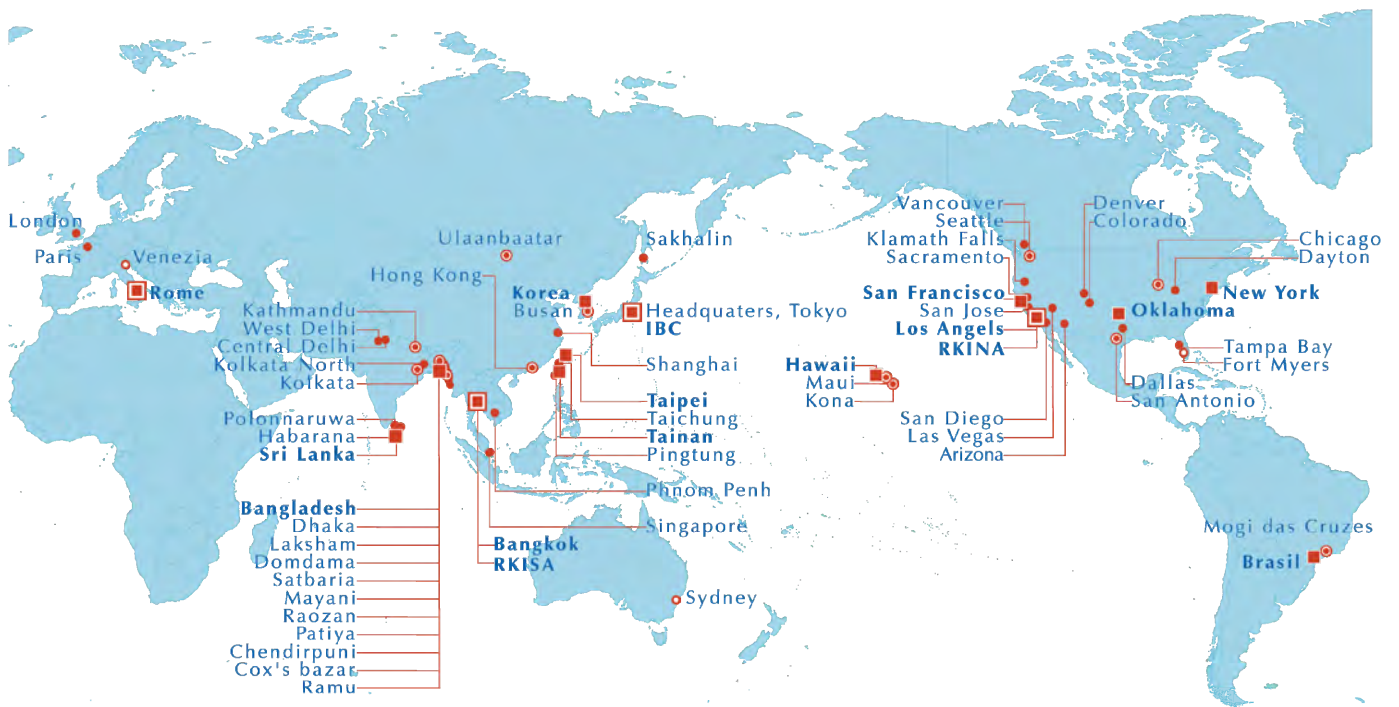 London
Paris
Venezia
Rome
Ulaanbaatar
Hong Kong
Korea
Busan
Sakhalin
Headquaters, Tokyo
IBC
Shanghai
Kathmandu
West Delhi
Central Delhi
Kolkata North
Kolkata
Polonnaruwa
Habarana
Sri Lanka
Taipei
Taichung
Tainan
Pingtung
Phnom Penh
Singapore
Bangkok
RKISA
Bangladesh
Dhaka
Laksham
Domdama
Satbaria
Mayani
Raozan
Patiya
Chendirpuni
Cox's bazar
Ramu
Sydney
Vancouver
Seattle
Klamath Falls
Sacramento
San Francisco
San Jose
Los Angels
RKINA
Hawaii
Maui
Kona
San Diego
Las Vegas
Arizona
Denver
Colorado
Chicago
Dayton
New York
Oklahoma
Tampa Bay
Fort Myers
Dallas
San Antonio
Mogi das Cruzes
Brasil